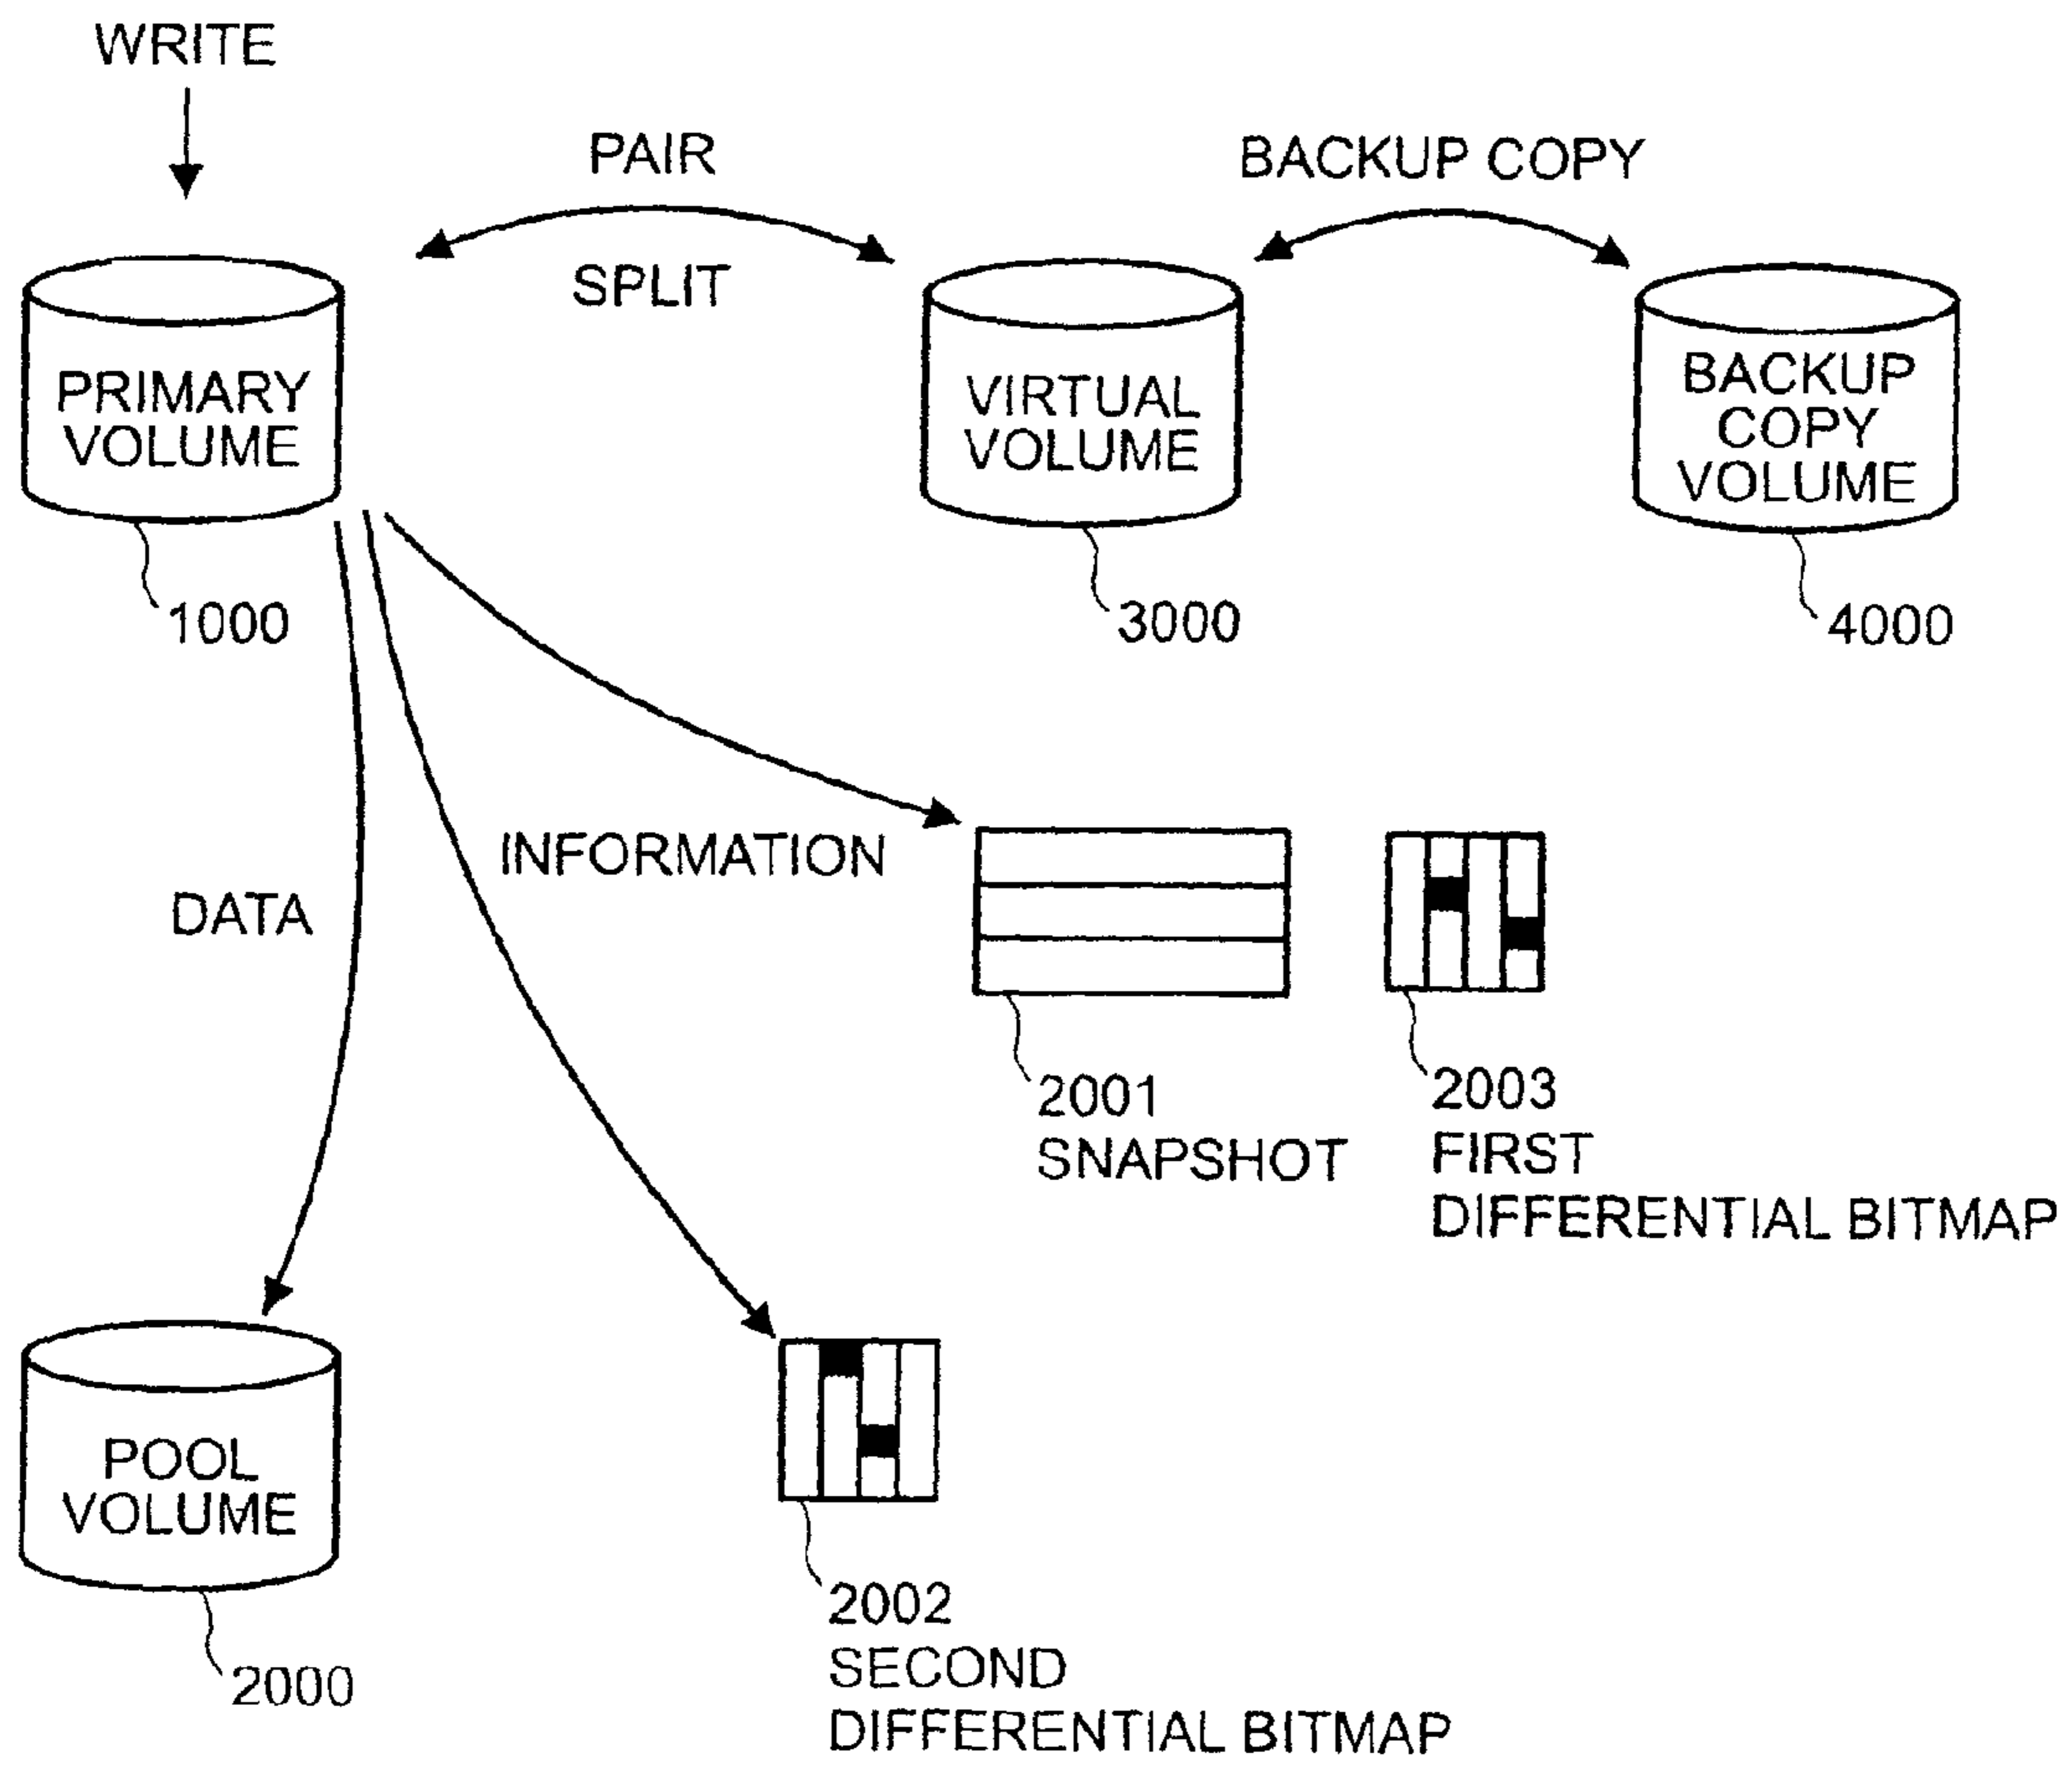 WRITE
PAIR
SPLIT
BACKUP COPY
PRIMARY
VOLUME
1000
VIRTUAL
VOLUME
3000
BACKUP
COPY
VOLUME
4000
INFORMATION
DATA
2001
SNAPSHOT
2003
FIRST
DIFFERENTIAL BITMAP
POOL
VOLUME
2000
2002
SECOND
DIFFERENTIAL BITMAP